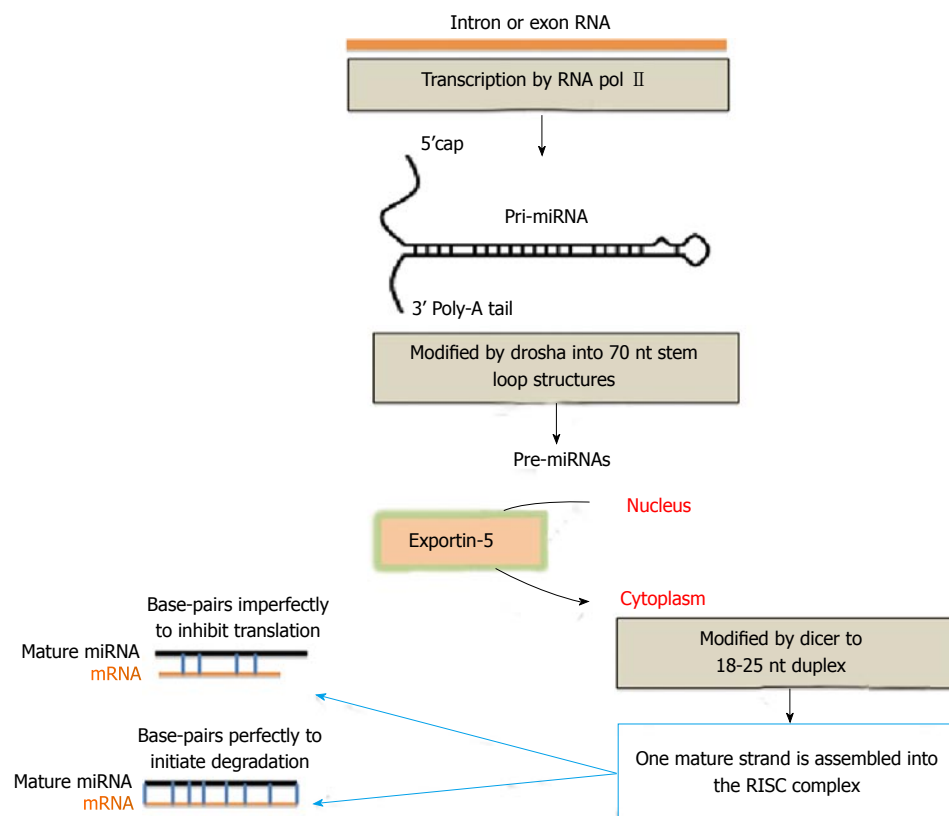 Intron or exon RNA
Transcription by RNA pol Ⅱ
5’cap
Pri-miRNA
3’ Poly-A tail
Modified by drosha into 70 nt stem
loop structures
Pre-miRNAs
Nucleus
Exportin-5
Cytoplasm
Modified by dicer to
18-25 nt duplex
One mature strand is assembled into
the RISC complex
Base-pairs imperfectly
to inhibit translation
Mature miRNA
mRNA
Base-pairs perfectly to
initiate degradation
Mature miRNA
mRNA